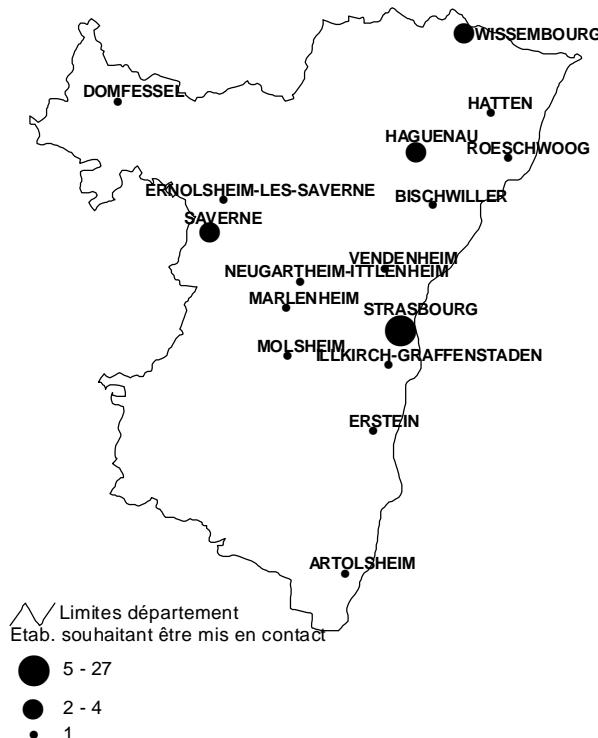 WISSEMBOURG
DOMFESSEL
HATTEN
HAGUENAU
ROESCHWOOG
ERNOLSHEIM-LES-SAVERNE
BISCHWILLER
SAVERNE
VENDENHEIM
NEUGARTHEIM-ITTLENHEIM
MARLENHEIM
STRASBOURG
MOLSHEIM
ILLKIRCH-GRAFFENSTADEN
ERSTEIN
ARTOLSHEIM
Limites département
Etab. souhaitant être mis en contact
5 - 27
2 - 4
1